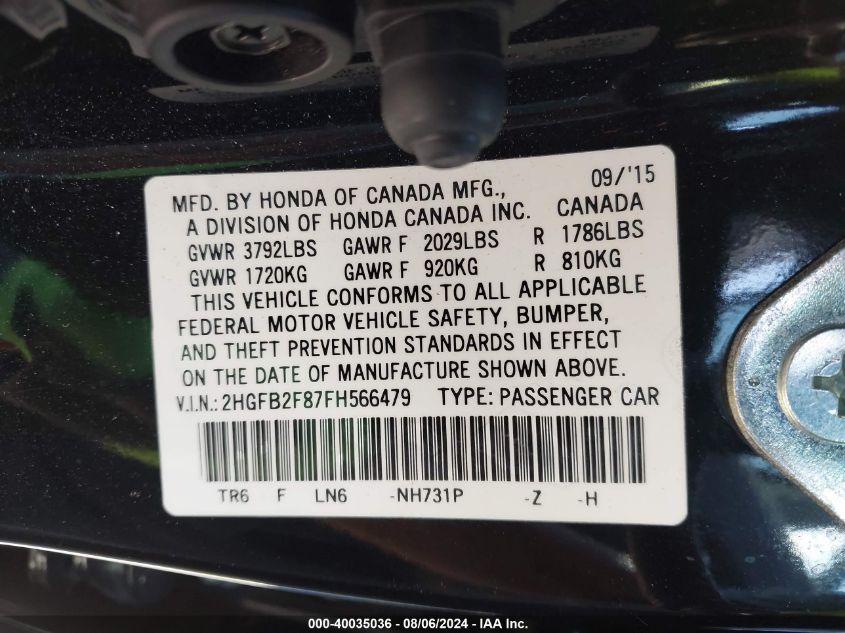 MFD. BY HONDA OF CANADA MFG., 09/'15
A DIVISION OF HONDA CANADA INC. CANADA
GVWR 3792LBS GAWR F 2029LBS R 1786LBS
GVWR 1720KG GAWR F 920KG R 810KG
THIS VEHICLE CONFORMS TO ALL APPLICABLE
FEDERAL MOTOR VEHICLE SAFETY, BUMPER,
AND THEFT PREVENTION STANDARDS IN EFFECT
ON THE DATE OF MANUFACTURE SHOWN ABOVE.
V.I.N.: 2HGFB2F87FH566479 TYPE: PASSENGER CAR
TR6 F LN6 -NH731P -Z -H
000-40035036 - 08/06/2024 - IAA Inc.